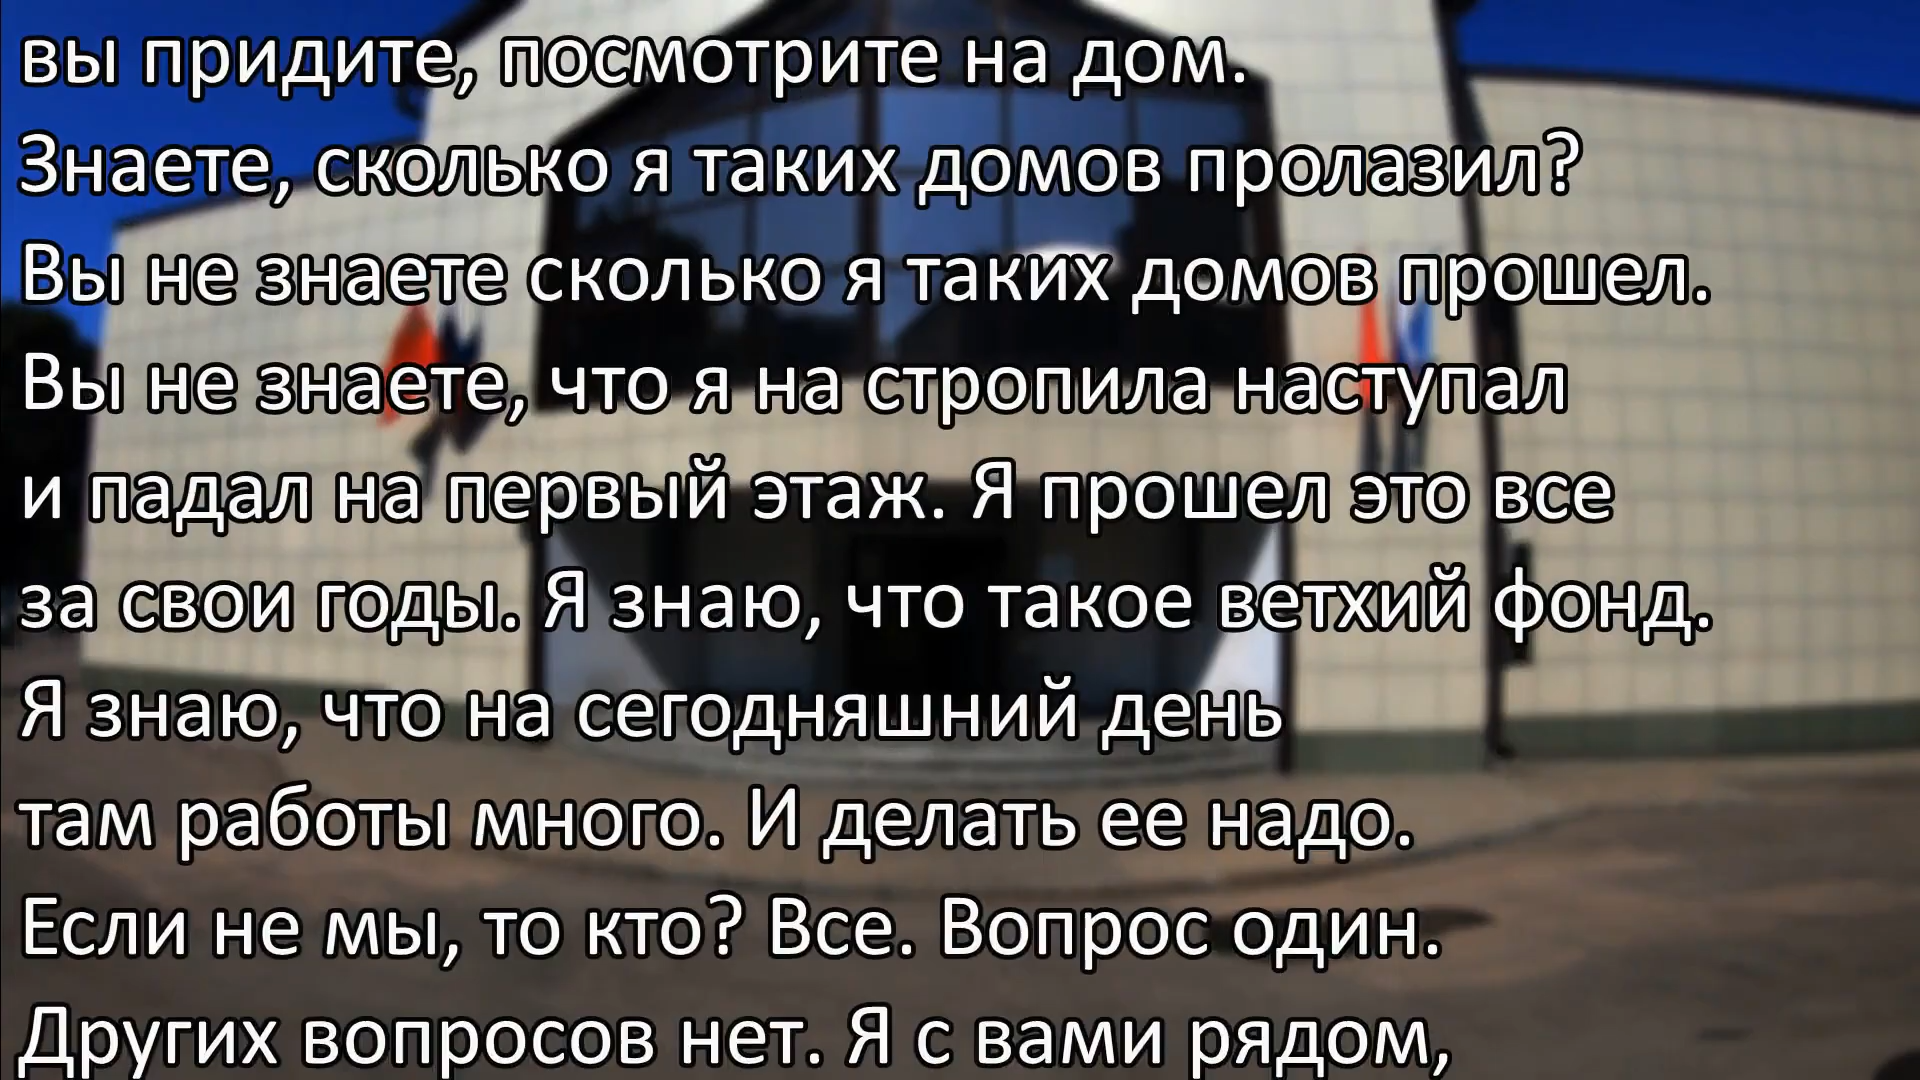 вы придите, посмотрите на дом.
Знаете, сколько я таких домов пролазил?
Вы не знаете сколько я таких домов прошел.
Вы не знаете, что я на стропила наступал
и падал на первый этаж. Я прошел это все
за свои годы. Я знаю, что такое ветхий фонд.
Я знаю, что на сегодняшний день
там работы много. И делать ее надо.
Если не мы, то кто? Все. Вопрос один.
Других вопросов нет. Я с вами рядом,